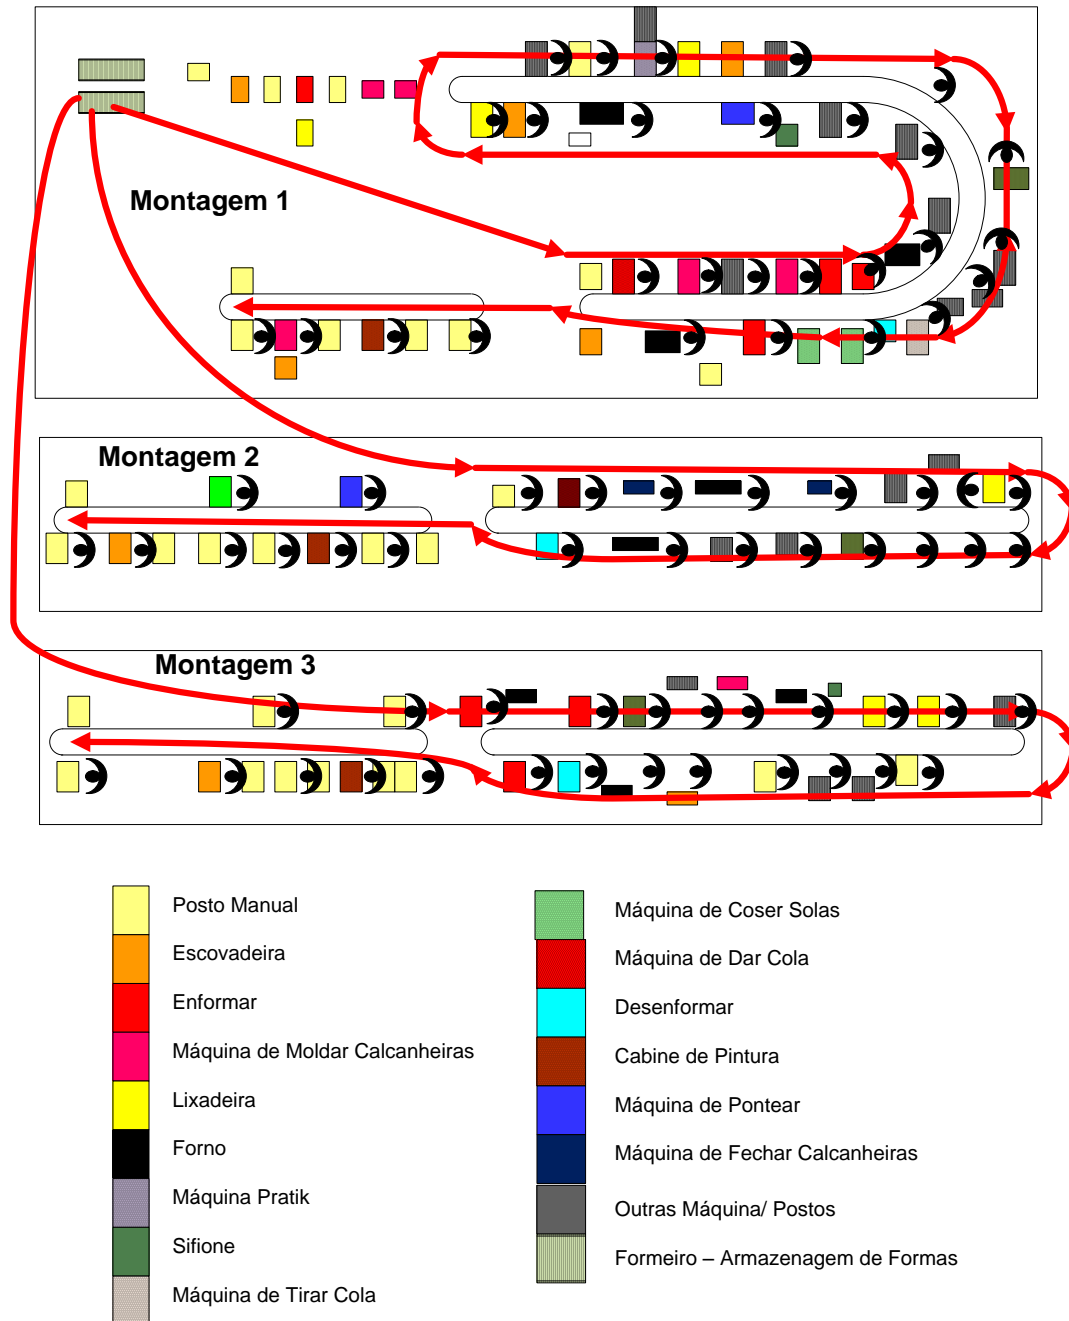 Montagem 1
Montagem 2
Montagem 3
Posto Manual
Escovadeira
Enformar
Máquina de Moldar Calcanheiras
Lixadeira
Forno
Máquina Pratik
Sifione
Máquina de Tirar Cola
Máquina de Coser Solas
Máquina de Dar Cola
Desenformar
Cabine de Pintura
Máquina de Pontear
Máquina de Fechar Calcanheiras
Outras Máquina/ Postos
Formeiro – Armazenagem de Formas